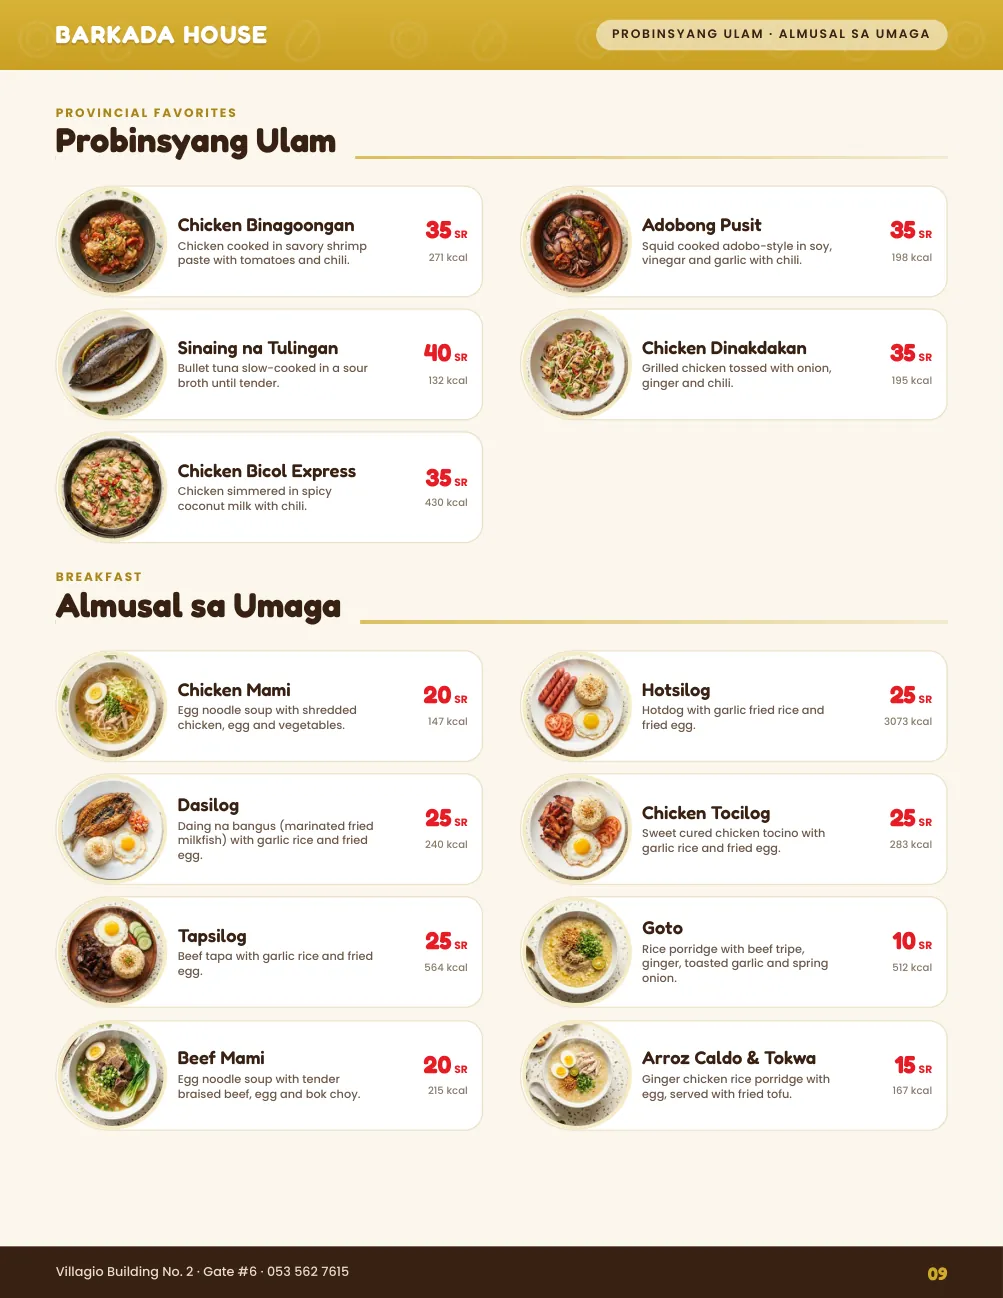 BARKADA HOUSE
PROBINSYANG ULAM · ALMUSAL SA UMAGA
PROVINCIAL FAVORITES
Probinsyang Ulam
Chicken Binagoongan
Chicken cooked in savory shrimp
paste with tomatoes and chili.
35 SR
271 kcal
Adobong Pusit
Squid cooked adobo-style in soy,
vinegar and garlic with chili.
35 SR
198 kcal
Sinaing na Tulingan
Bullet tuna slow-cooked in a sour
broth until tender.
40 SR
132 kcal
Chicken Dinakdakan
Grilled chicken tossed with onion,
ginger and chili.
35 SR
195 kcal
Chicken Bicol Express
Chicken simmered in spicy
coconut milk with chili.
35 SR
430 kcal
BREAKFAST
Almusal sa Umaga
Chicken Mami
Egg noodle soup with shredded
chicken, egg and vegetables.
20 SR
147 kcal
Hotsilog
Hotdog with garlic fried rice and
fried egg.
25 SR
3073 kcal
Dasilog
Daing na bangus (marinated fried
milkfish) with garlic rice and fried
egg.
25 SR
240 kcal
Chicken Tocilog
Sweet cured chicken tocino with
garlic rice and fried egg.
25 SR
283 kcal
Tapsilog
Beef tapa with garlic rice and fried
egg.
25 SR
564 kcal
Goto
Rice porridge with beef tripe,
ginger, toasted garlic and spring
onion.
10 SR
512 kcal
Beef Mami
Egg noodle soup with tender
braised beef, egg and bok choy.
20 SR
215 kcal
Arroz Caldo & Tokwa
Ginger chicken rice porridge with
egg, served with fried tofu.
15 SR
167 kcal
Villagio Building No. 2 · Gate #6 · 053 562 7615
09